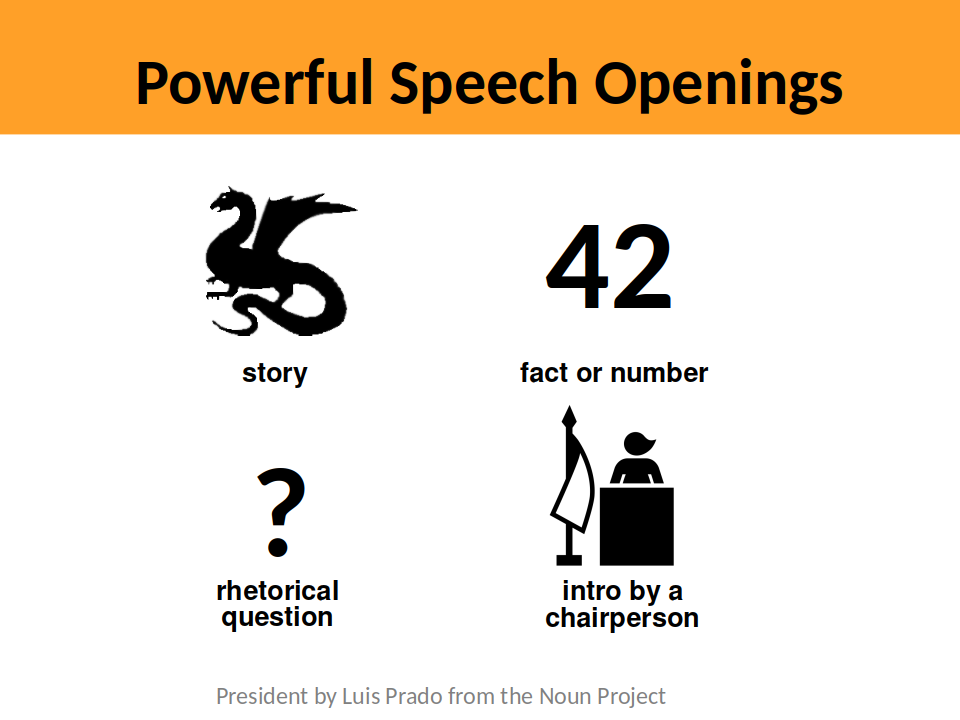 Powerful Speech Openings
42
story
fact or number
?
rhetorical
question
intro by a
chairperson
President by Luis Prado from the Noun Project